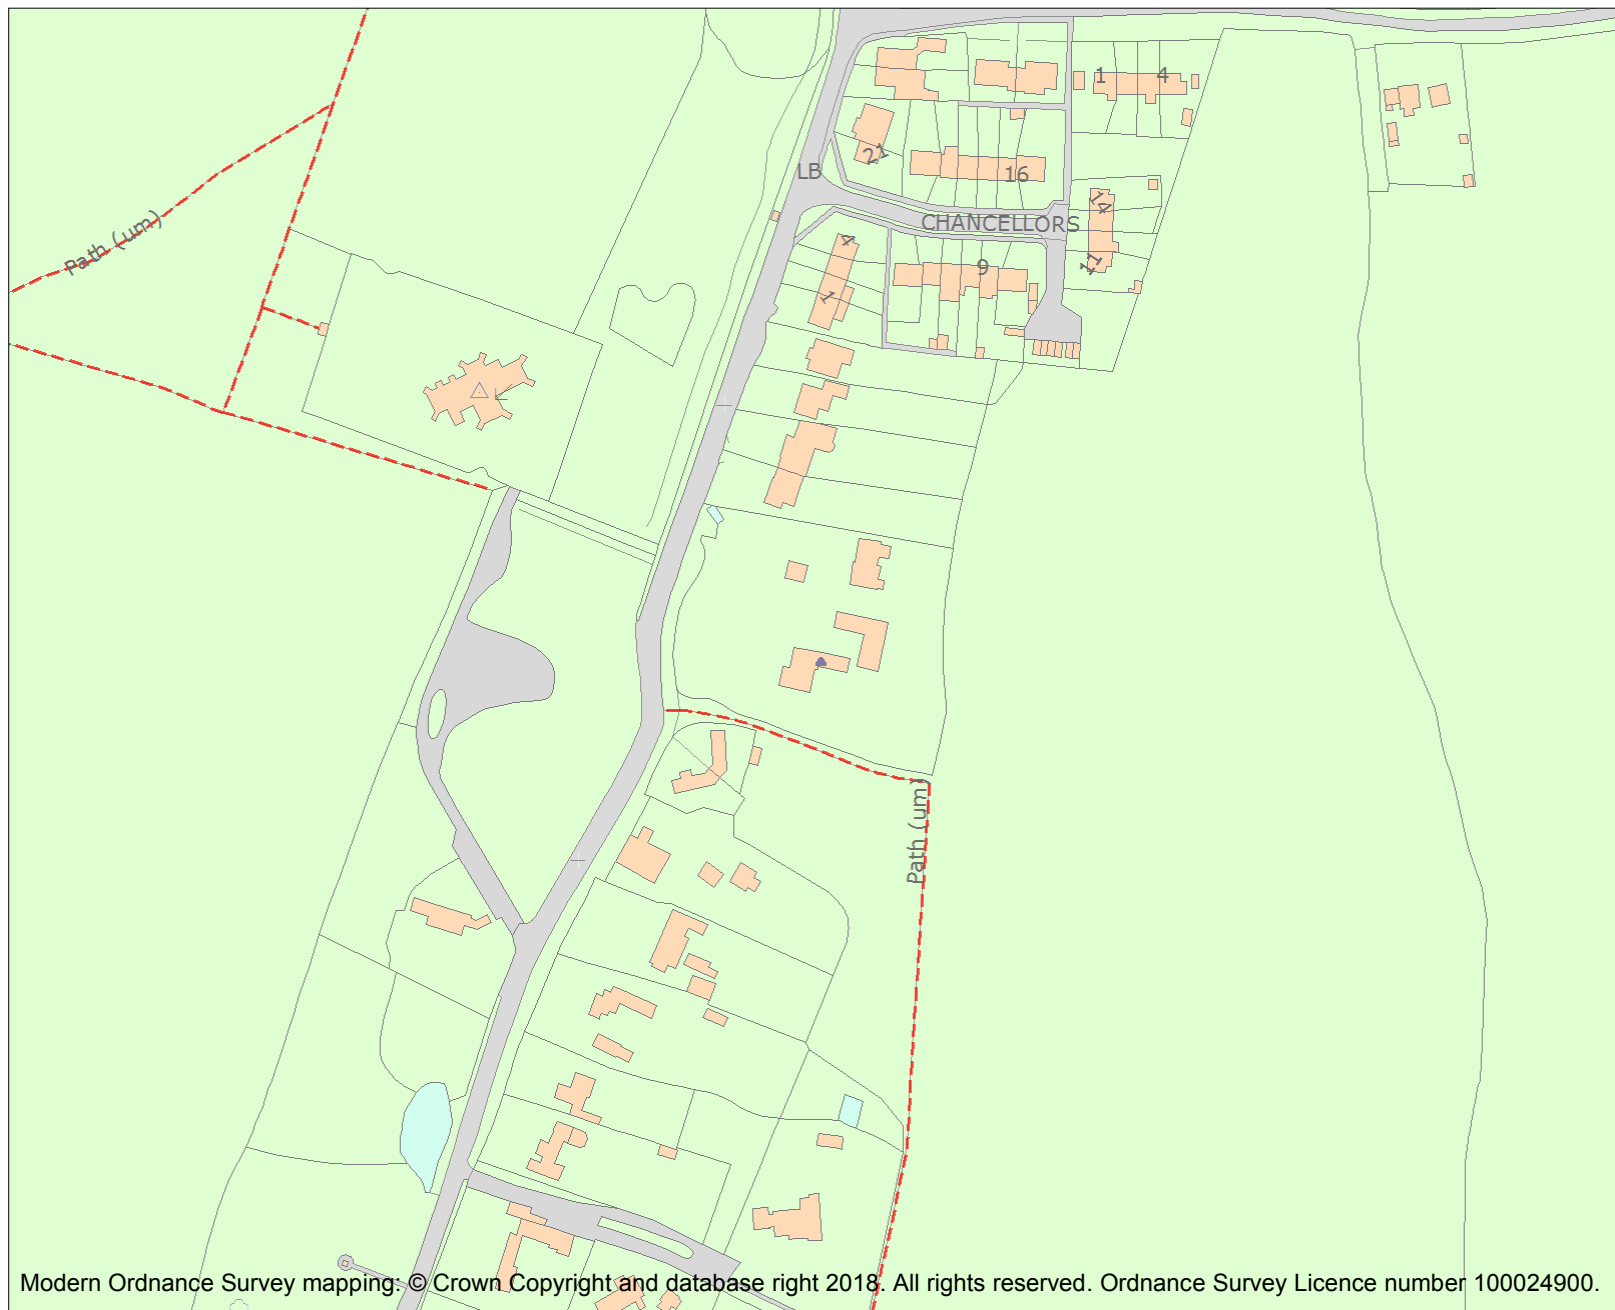 1
4
21
LB
16
14
CHANCELLORS
Path (um)
4
9
11
1
Path (um)
Modern Ordnance Survey mapping: © Crown Copyright and database right 2018. All rights reserved. Ordnance Survey Licence number 100024900.